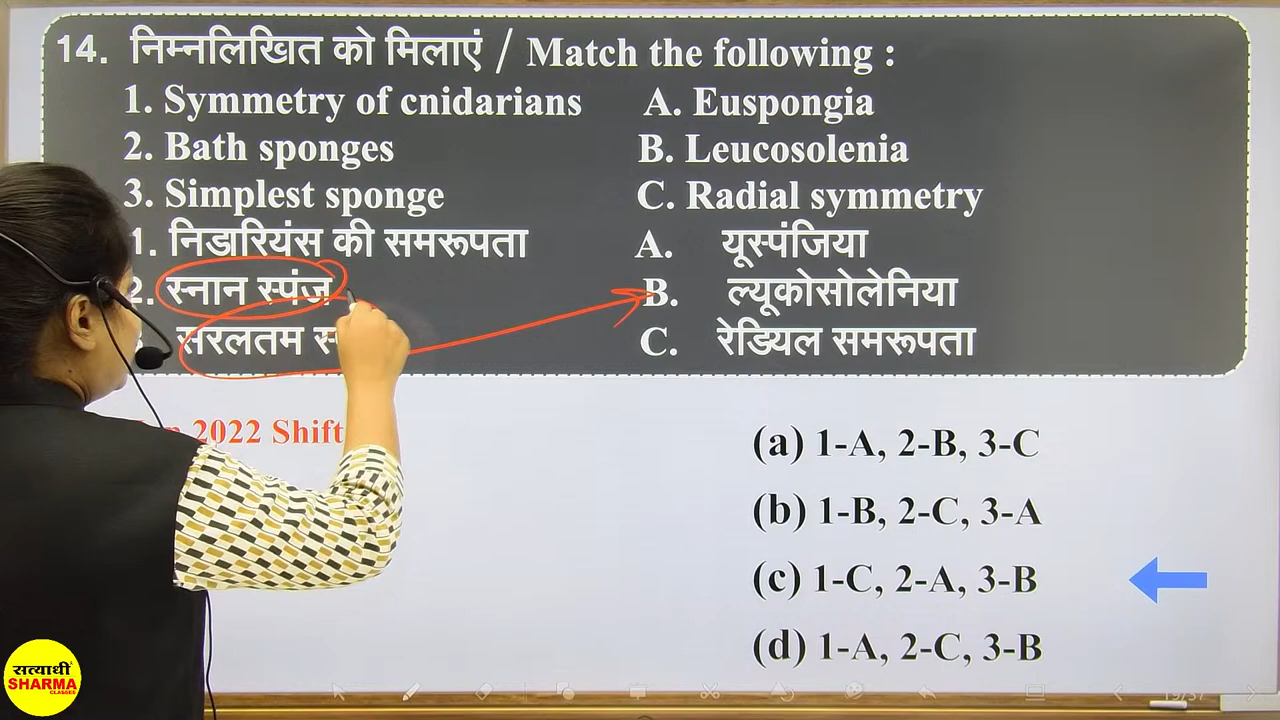 14. निम्नलिखित को मिलाएं / Match the following :
1. Symmetry of cnidarians A. Euspongia
2. Bath sponges B. Leucosolenia
3. Simplest sponge C. Radial symmetry
1. निडारियंस की समरूपता A. यूस्पंजिया
2. स्नान स्पंज B. ल्यूकोसोलेनिया
सरलतम C. रेडियल समरूपता
2022 Shift
(a) 1-A, 2-B, 3-C
(b) 1-B, 2-C, 3-A
(c) 1-C, 2-A, 3-B
(d) 1-A, 2-C, 3-B
सत्यार्थी
SHARMA
CLASSES